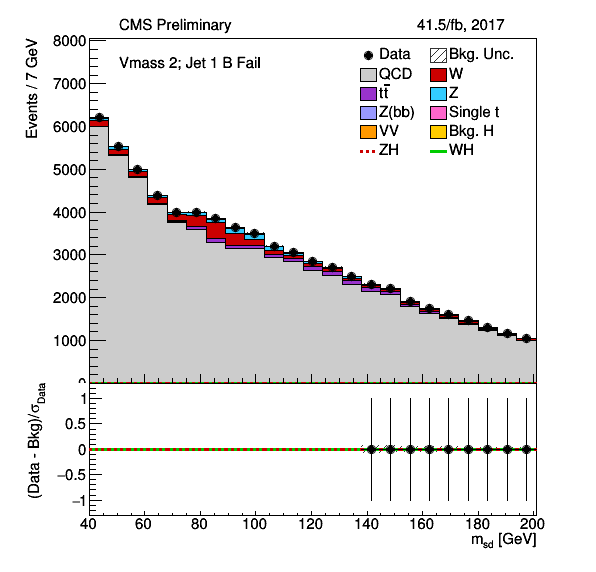 CMS Preliminary 41.5/fb, 2017
Vmass 2; Jet 1 B Fail
Data Bkg. Unc.
QCD W
tt̅ Z
Z(bb) Single t
VV Bkg. H
ZH WH
Events / 7 GeV
8000
7000
6000
5000
4000
3000
2000
1000
0
(Data - Bkg)/σData
1
0.5
0
−0.5
−1
40 60 80 100 120 140 160 180 200
msd [GeV]